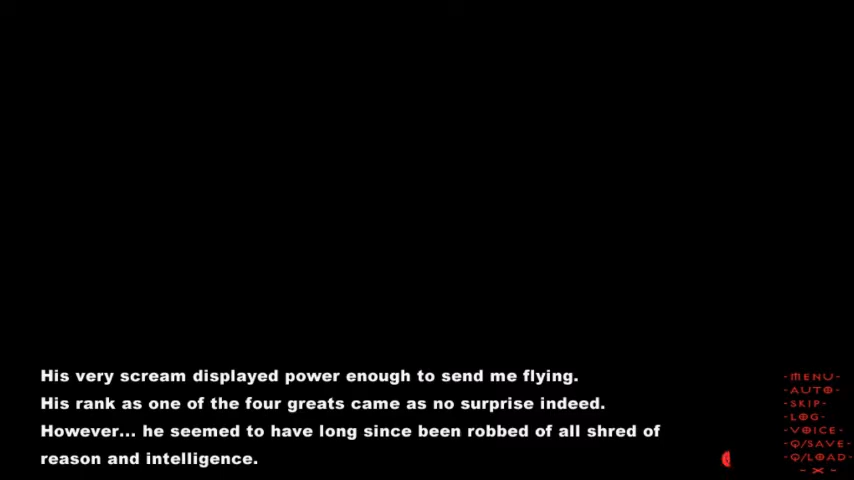 His very scream displayed power enough to send me flying.
His rank as one of the four greats came as no surprise indeed.
However... he seemed to have long since been robbed of all shred of
reason and intelligence.
-MENU-
-AUTO-
-SKIP-
-LOG-
-VOICE-
-Q/SAVE-
-Q/LOAD-
-X-